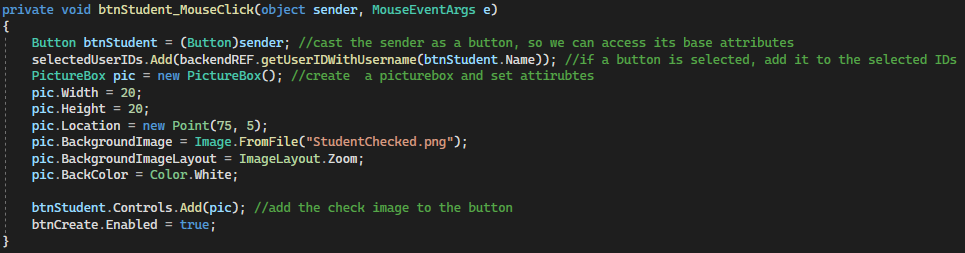 private void btnStudent_MouseClick(object sender, MouseEventArgs e)
{
    Button btnStudent = (Button)sender; //cast the sender as a button, so we can access its base attributes
    selectedUserIDs.Add(backendREF.getUserIDWithUsername(btnStudent.Name)); //if a button is selected, add it to the selected IDs
    PictureBox pic = new PictureBox(); //create  a picturebox and set attirubtes
    pic.Width = 20;
    pic.Height = 20;
    pic.Location = new Point(75, 5);
    pic.BackgroundImage = Image.FromFile("StudentChecked.png");
    pic.BackgroundImageLayout = ImageLayout.Zoom;
    pic.BackColor = Color.White;

    btnStudent.Controls.Add(pic); //add the check image to the button
    btnCreate.Enabled = true;
}